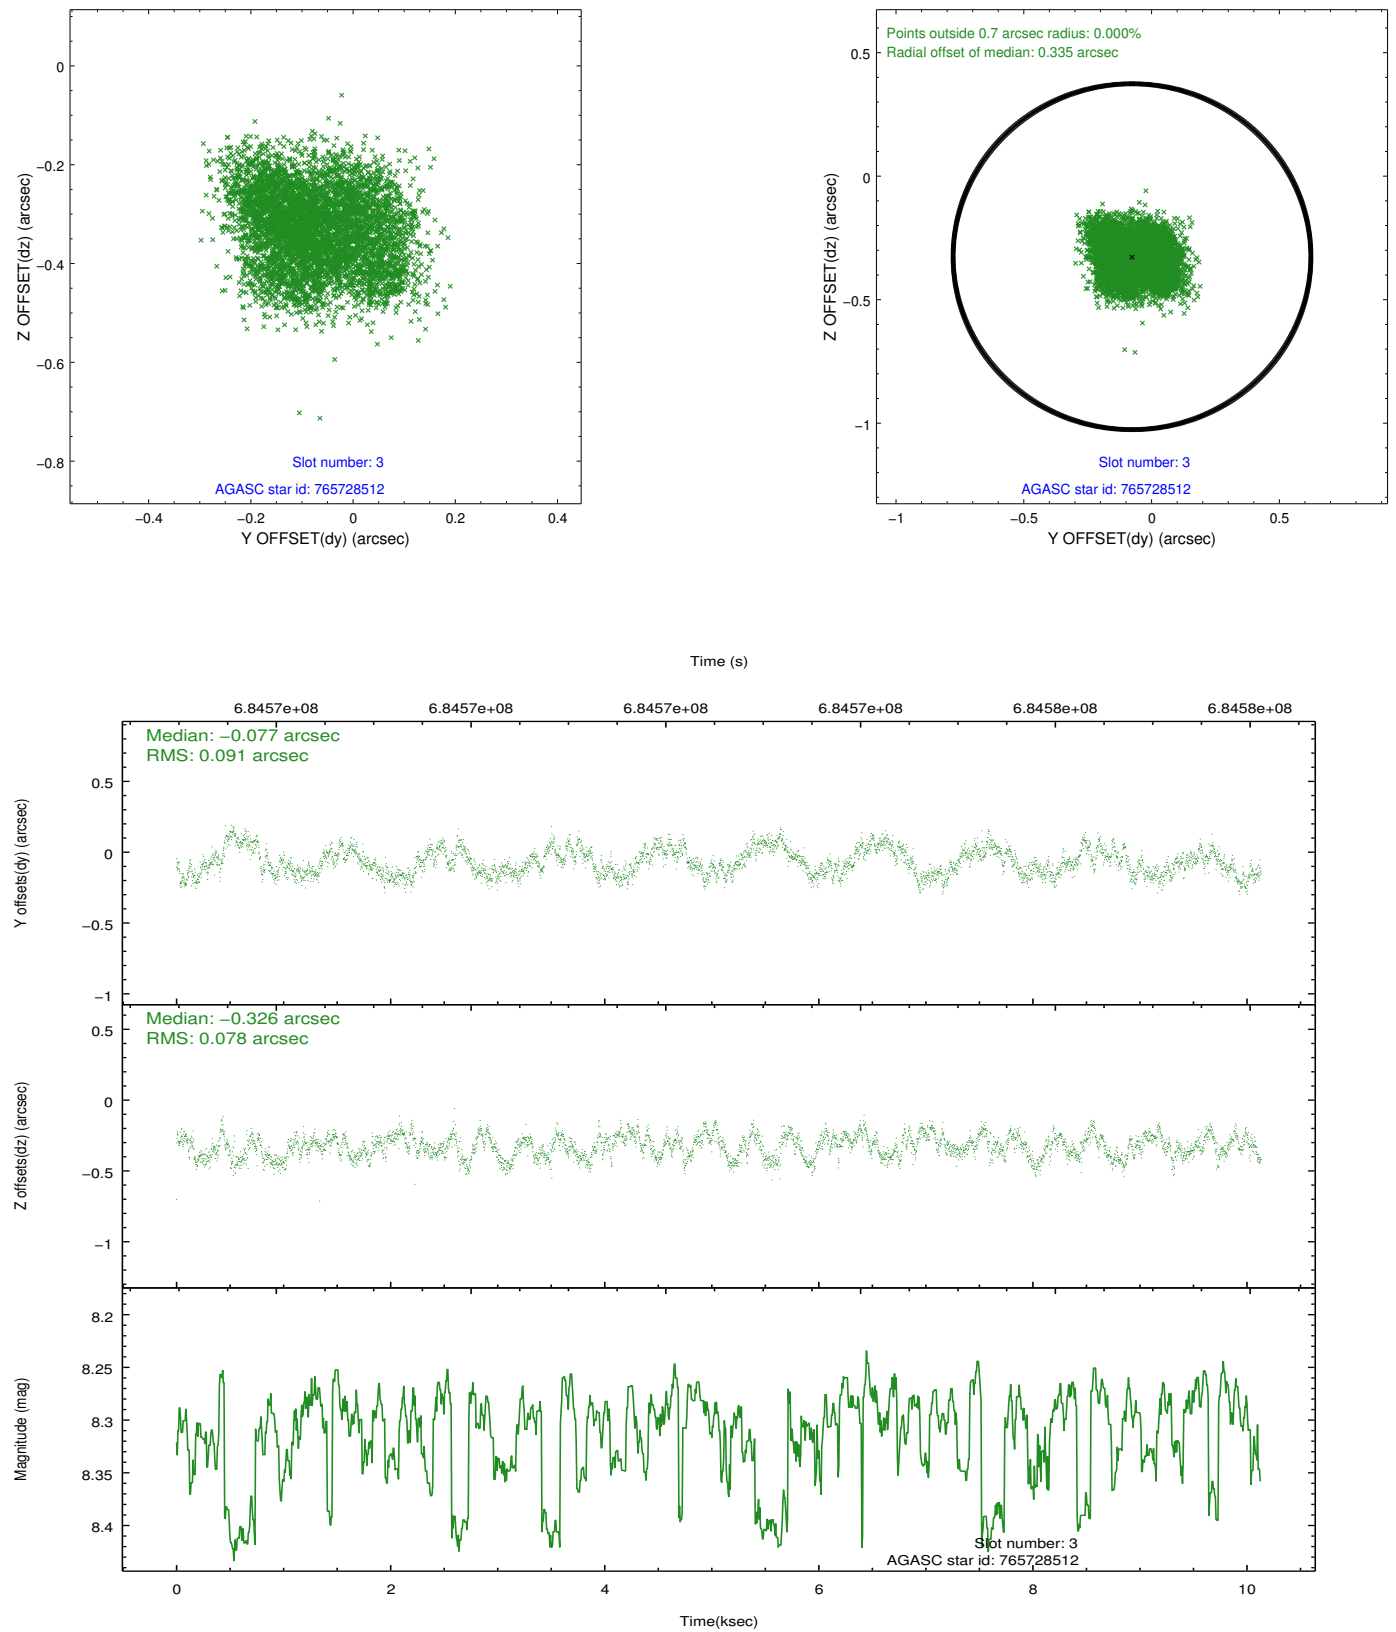 0
−0.2
−0.4
−0.6
−0.8
Z OFFSET(dz) (arcsec)
Slot number: 3
AGASC star id: 765728512
−0.4
−0.2
0
0.2
0.4
Y OFFSET(dy) (arcsec)
Points outside 0.7 arcsec radius: 0.000%
Radial offset of median: 0.335 arcsec
0.5
0
−0.5
−1
Z OFFSET(dz) (arcsec)
Slot number: 3
AGASC star id: 765728512
−1
−0.5
0
0.5
Y OFFSET(dy) (arcsec)
Time (s)
6.8457e+08
6.8457e+08
6.8457e+08
6.8457e+08
6.8458e+08
6.8458e+08
Median: −0.077 arcsec
RMS: 0.091 arcsec
0.5
0
−0.5
−1
Y offsets(dy) (arcsec)
Median: −0.326 arcsec
RMS: 0.078 arcsec
0.5
0
−0.5
−1
Z offsets(dz) (arcsec)
8.2
8.25
8.3
8.35
8.4
Magnitude (mag)
Slot number: 3
AGASC star id: 765728512
0
2
4
6
8
10
Time(ksec)